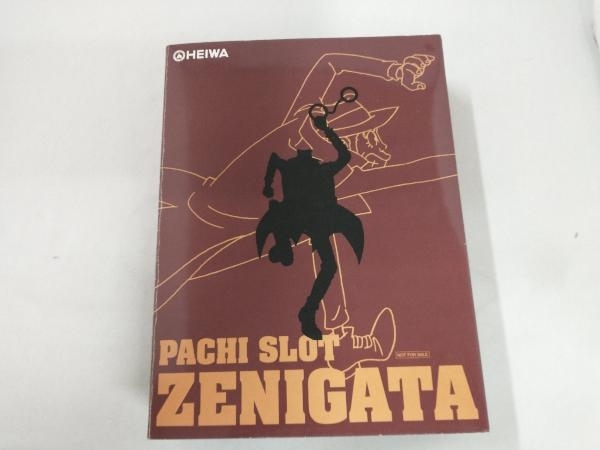 HEIWA
PACHI SLOT
NOT FOR SALE
ZENIGATA